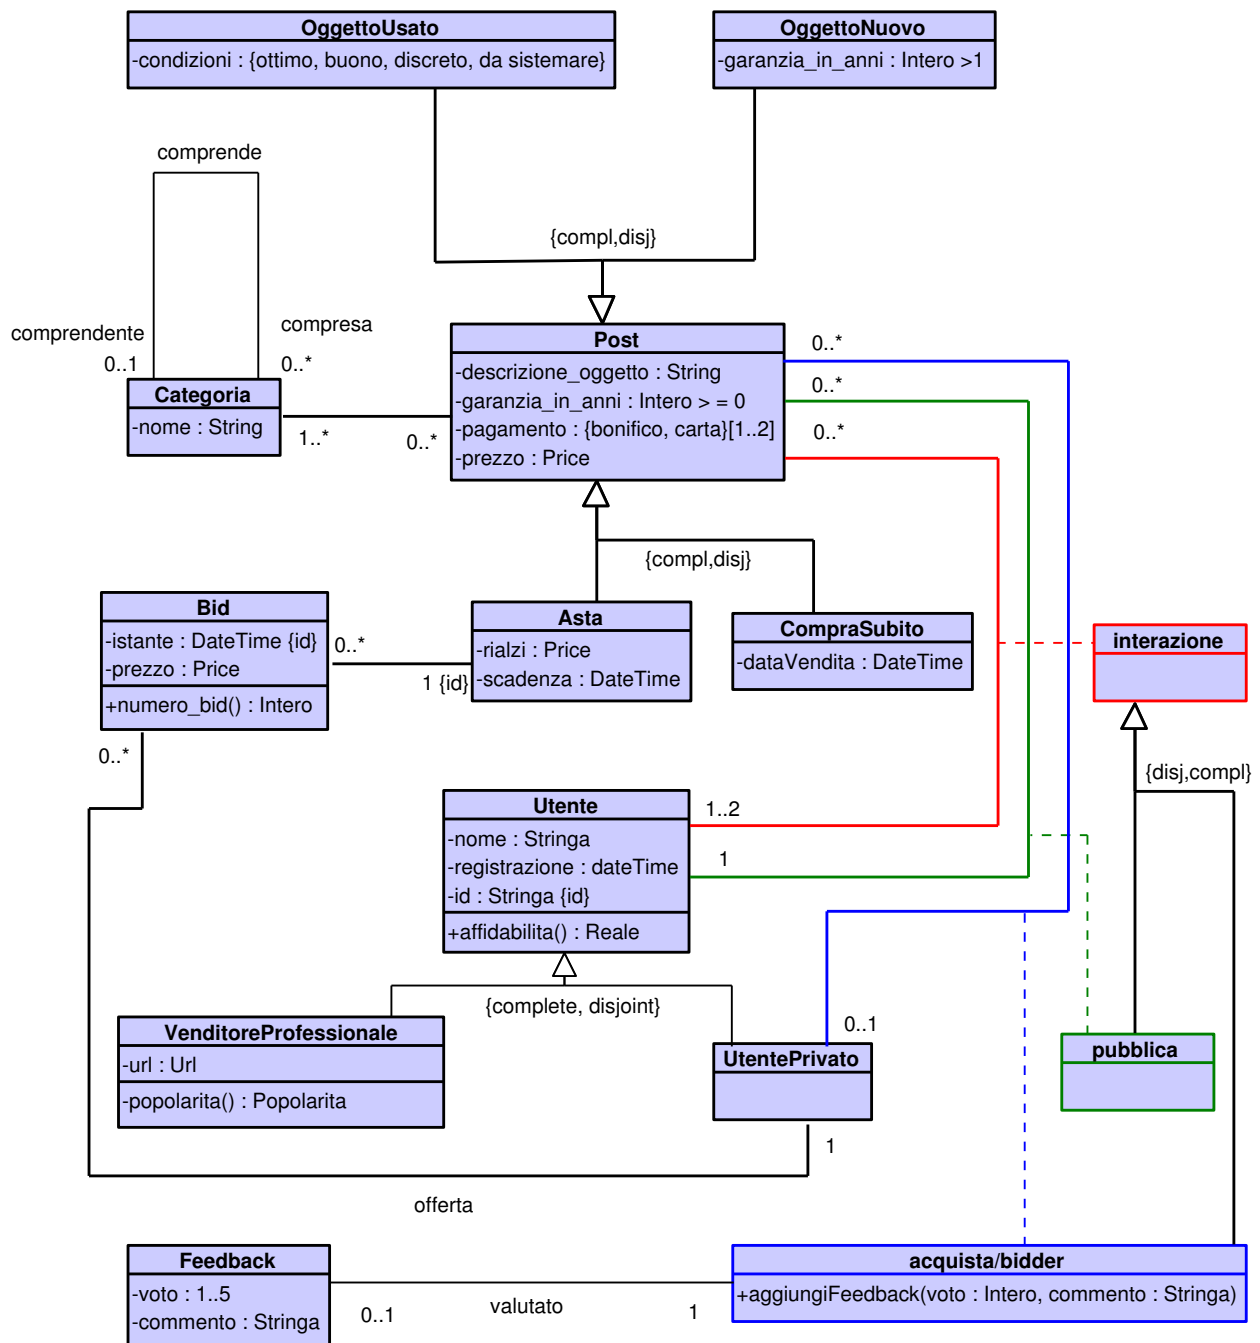 OggettoUsato
-condizioni : {ottimo, buono, discreto, da sistemare}
OggettoNuovo
-garanzia_in_anni : Intero >1
comprende
{compl,disj}
comprendente
0..1
compresa
0..*
Categoria
-nome : String
1..*
0..*
Post
-descrizione_oggetto : String
-garanzia_in_anni : Intero > = 0
-pagamento : {bonifico, carta}[1..2]
-prezzo : Price
0..*
0..*
0..*
{compl,disj}
Bid
-istante : DateTime {id}
-prezzo : Price
+numero_bid() : Intero
0..*
1 {id}
Asta
-rialzi : Price
-scadenza : DateTime
CompraSubito
-dataVendita : DateTime
interazione
0..*
{disj,compl}
Utente
-nome : Stringa
-registrazione : dateTime
-id : Stringa {id}
+affidabilita() : Reale
1..2
1
{complete, disjoint}
0..1
VenditoreProfessionale
-url : Url
-popolarita() : Popolarita
UtentePrivato
pubblica
1
offerta
Feedback
-voto : 1..5
-commento : Stringa
0..1
valutato
1
acquista/bidder
+aggiungiFeedback(voto : Intero, commento : Stringa)